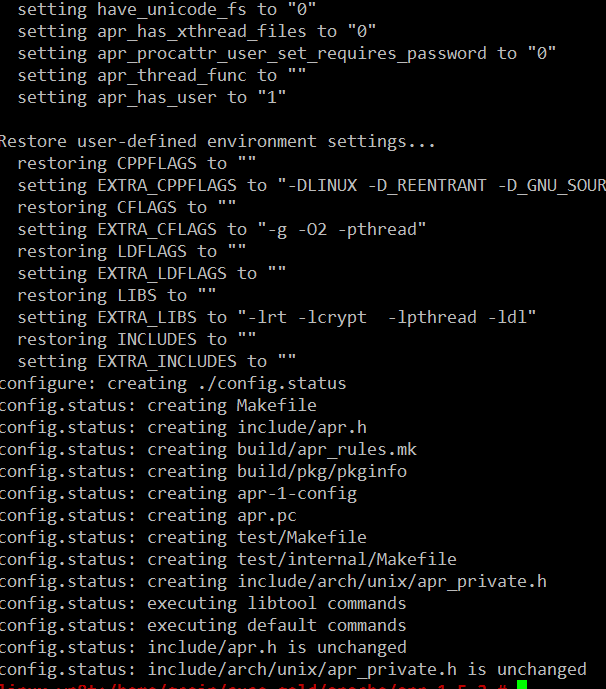 setting have_unicode_fs to "0"
setting apr_has_xthread_files to "0"
setting apr_procattr_user_set_requires_password to "0"
setting apr_thread_func to ""
setting apr_has_user to "1"
Restore user-defined environment settings...
restoring CPPFLAGS to ""
setting EXTRA_CPPFLAGS to "-DLINUX -D_REENTRANT -D_GNU_SOUR
restoring CFLAGS to ""
setting EXTRA_CFLAGS to "-g -O2 -pthread"
restoring LDFLAGS to ""
setting EXTRA_LDFLAGS to ""
restoring LIBS to ""
setting EXTRA_LIBS to "-lrt -lcrypt  -lpthread -ldl"
restoring INCLUDES to ""
setting EXTRA_INCLUDES to ""
configure: creating ./config.status
config.status: creating Makefile
config.status: creating include/apr.h
config.status: creating build/apr_rules.mk
config.status: creating build/pkg/pkginfo
config.status: creating apr-1-config
config.status: creating apr.pc
config.status: creating test/Makefile
config.status: creating test/internal/Makefile
config.status: creating include/arch/unix/apr_private.h
config.status: executing libtool commands
config.status: executing default commands
config.status: include/apr.h is unchanged
config.status: include/arch/unix/apr_private.h is unchanged